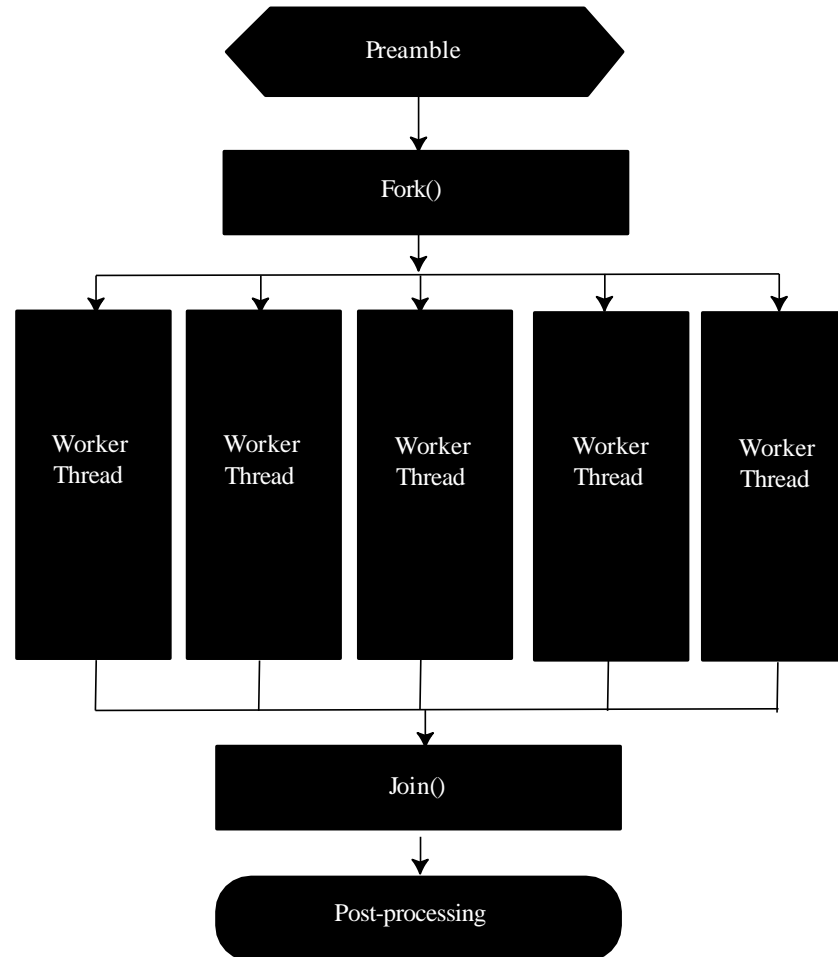 Preamble
Fork()
Worker
Thread
Worker
Thread
Worker
Thread
Worker
Thread
Worker
Thread
Join()
Post-processing